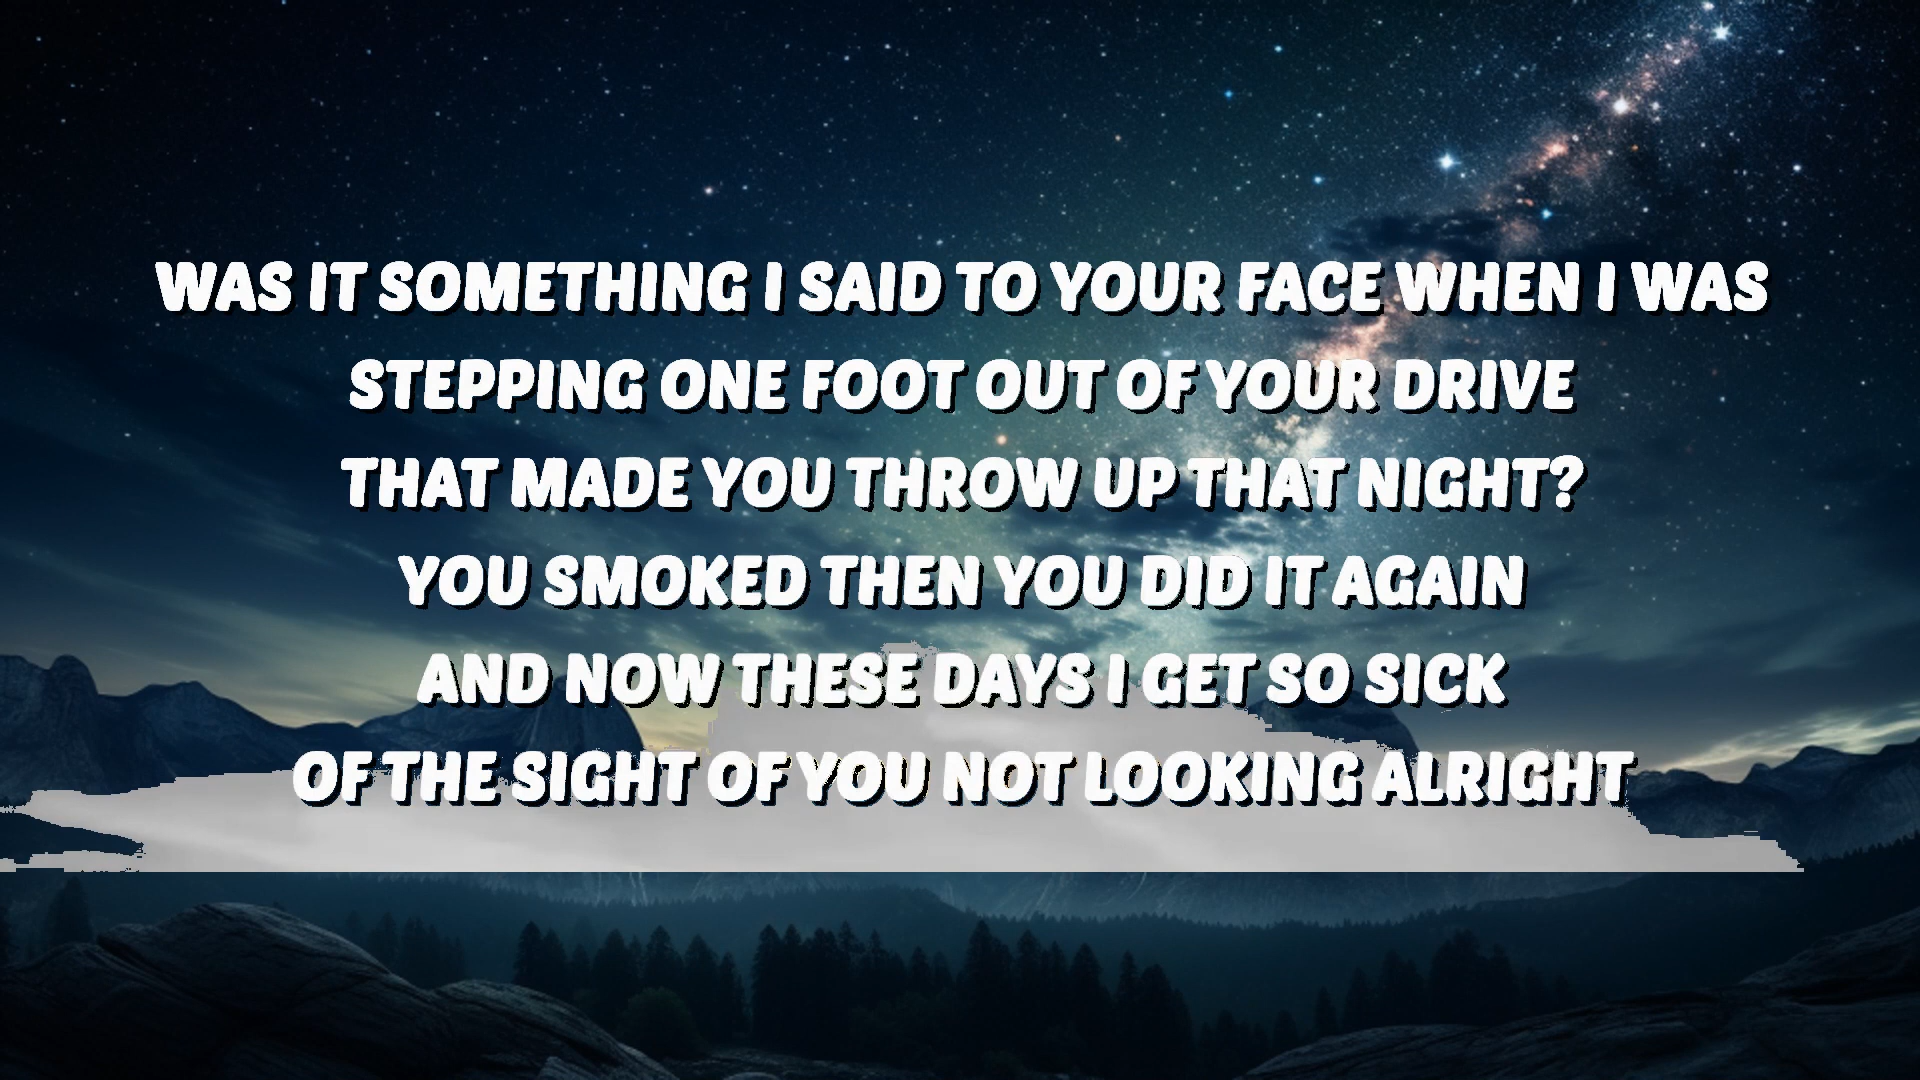 WAS IT SOMETHING I SAID TO YOUR FACE WHEN I WAS
STEPPING ONE FOOT OUT OF YOUR DRIVE
THAT MADE YOU THROW UP THAT NIGHT?
YOU SMOKED THEN YOU DID IT AGAIN
AND NOW THESE DAYS I GET SO SICK
OF THE SIGHT OF YOU NOT LOOKING ALRIGHT